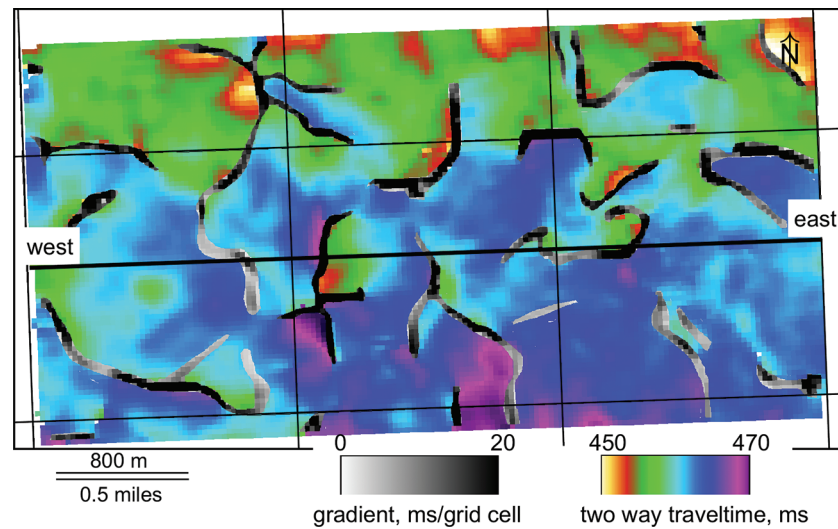 N
west
east
0 20
450 470
800 m
0.5 miles
gradient, ms/grid cell
two way traveltime, ms